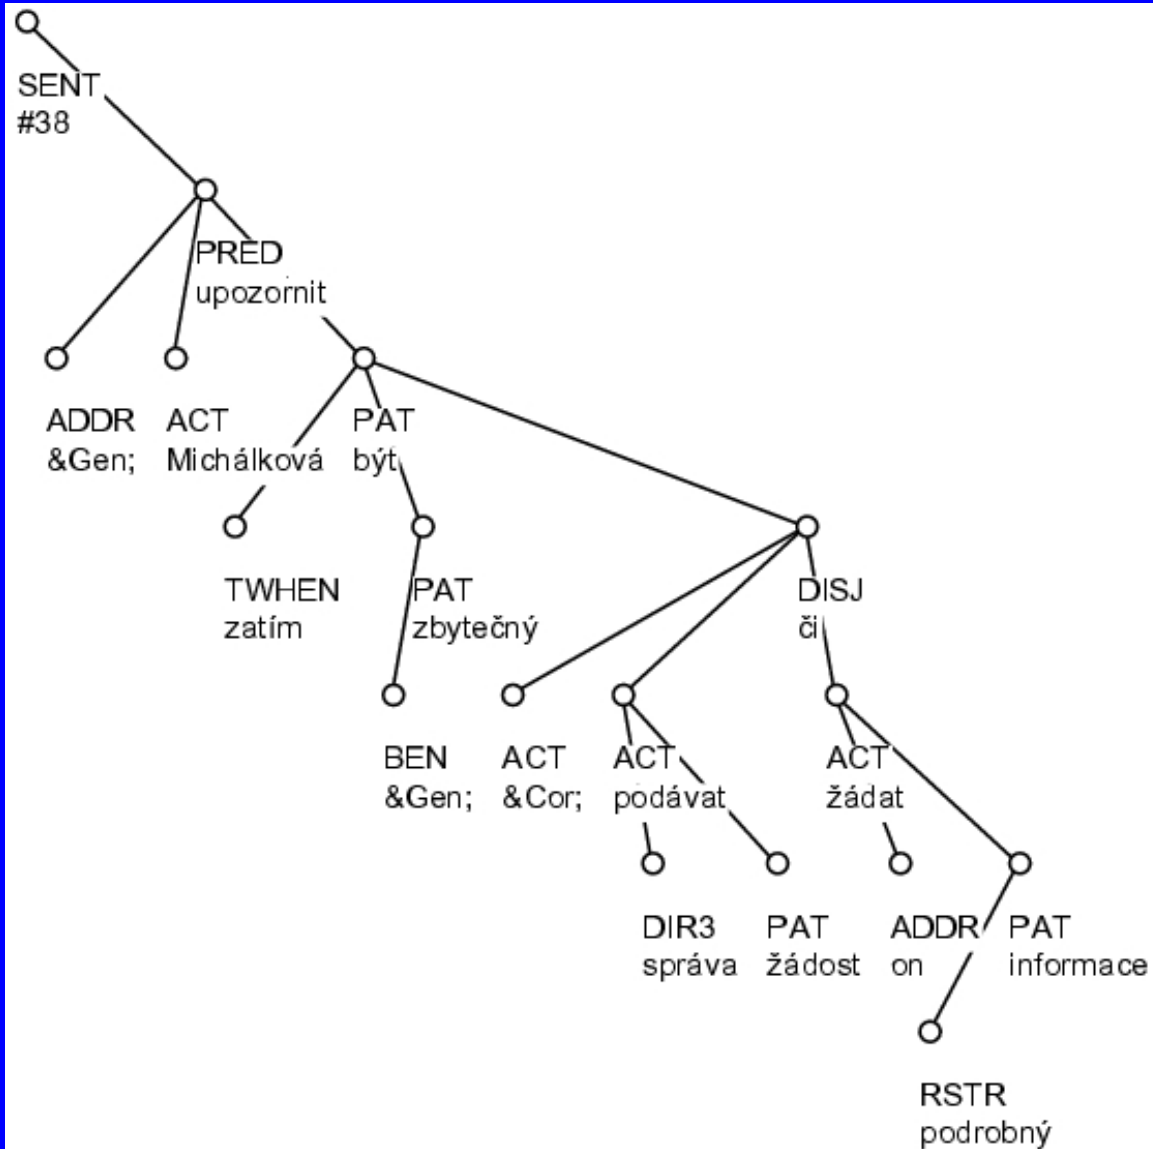 SENT
#38
PRED
upozornit
ADDR
&Gen;
ACT
Michálková
PAT
být
TWHEN
zatím
PAT
zbytečný
DISJ
či
BEN
&Gen;
ACT
&Cor;
ACT
podávat
ACT
žádat
DIR3
správa
PAT
žádost
ADDR
on
PAT
informace
RSTR
podrobný